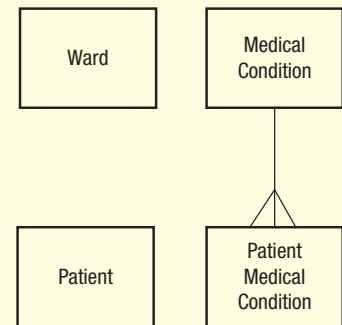 Ward
Medical
Condition
Patient
Patient
Medical
Condition